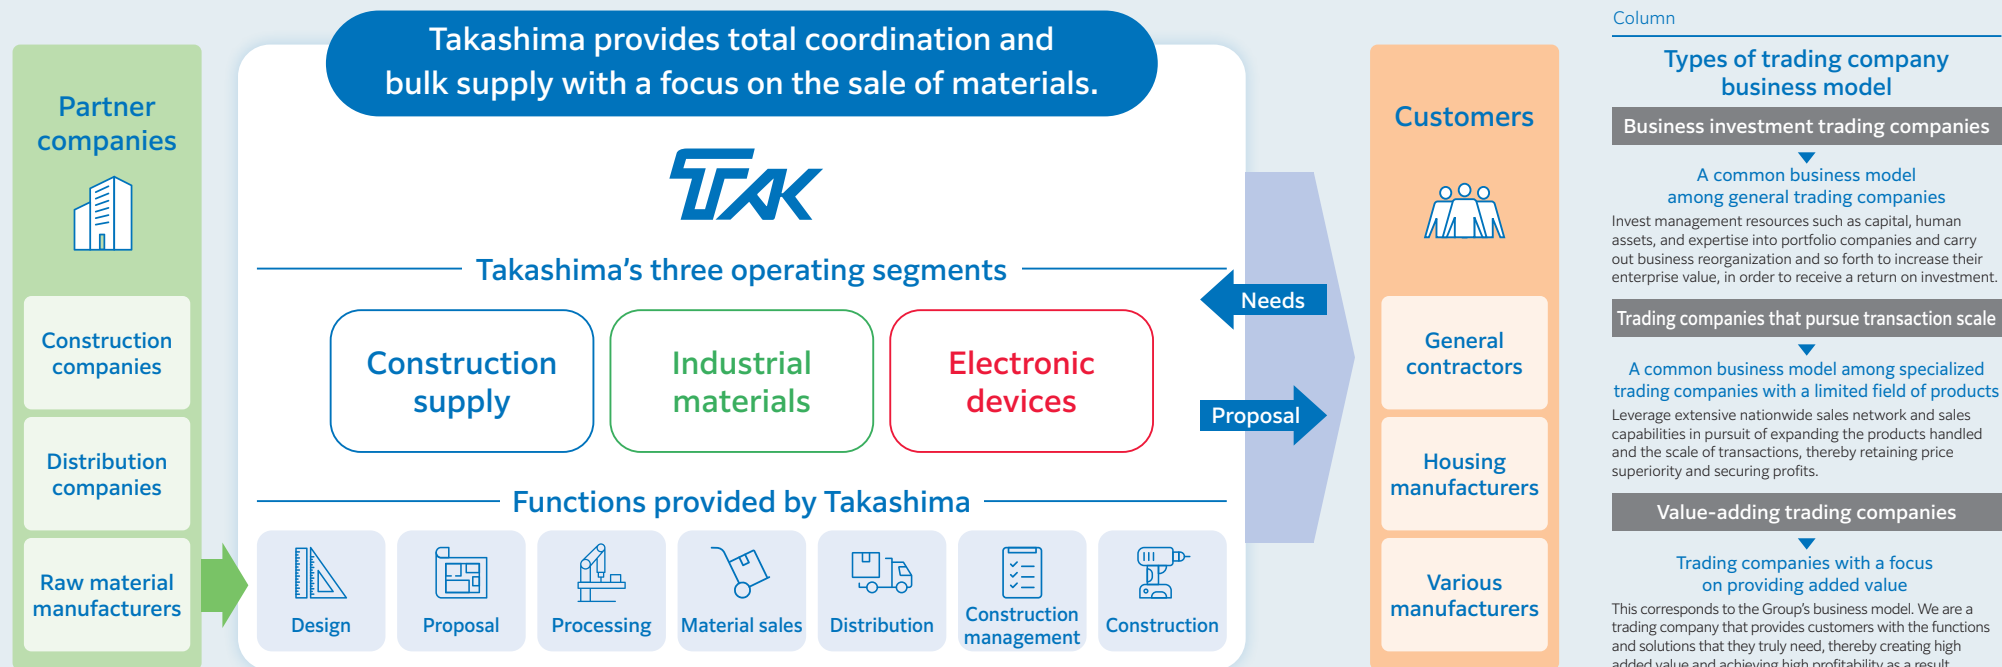 Takashima provides total coordination and
bulk supply with a focus on the sale of materials.
Partner
companies
Construction
companies
Distribution
companies
Raw material
manufacturers
TAK
Takashima’s three operating segments
Construction
supply
Industrial
materials
Electronic
devices
Functions provided by Takashima
Design
Proposal
Processing
Material sales
Distribution
Construction
management
Construction
Needs
Proposal
Customers
General
contractors
Housing
manufacturers
Various
manufacturers
Column
Types of trading company
business model
Business investment trading companies
A common business model
among general trading companies
Invest management resources such as capital, human
assets, and expertise into portfolio companies and carry
out business reorganization and so forth to increase their
enterprise value, in order to receive a return on investment.
Trading companies that pursue transaction scale
A common business model among specialized
trading companies with a limited field of products
Leverage extensive nationwide sales network and sales
capabilities in pursuit of expanding the products handled
and the scale of transactions, thereby retaining price
superiority and securing profits.
Value-adding trading companies
Trading companies with a focus
on providing added value
This corresponds to the Group’s business model. We are a
trading company that provides customers with the functions
and solutions that they truly need, thereby creating high
added value and achieving high profitability as a result.